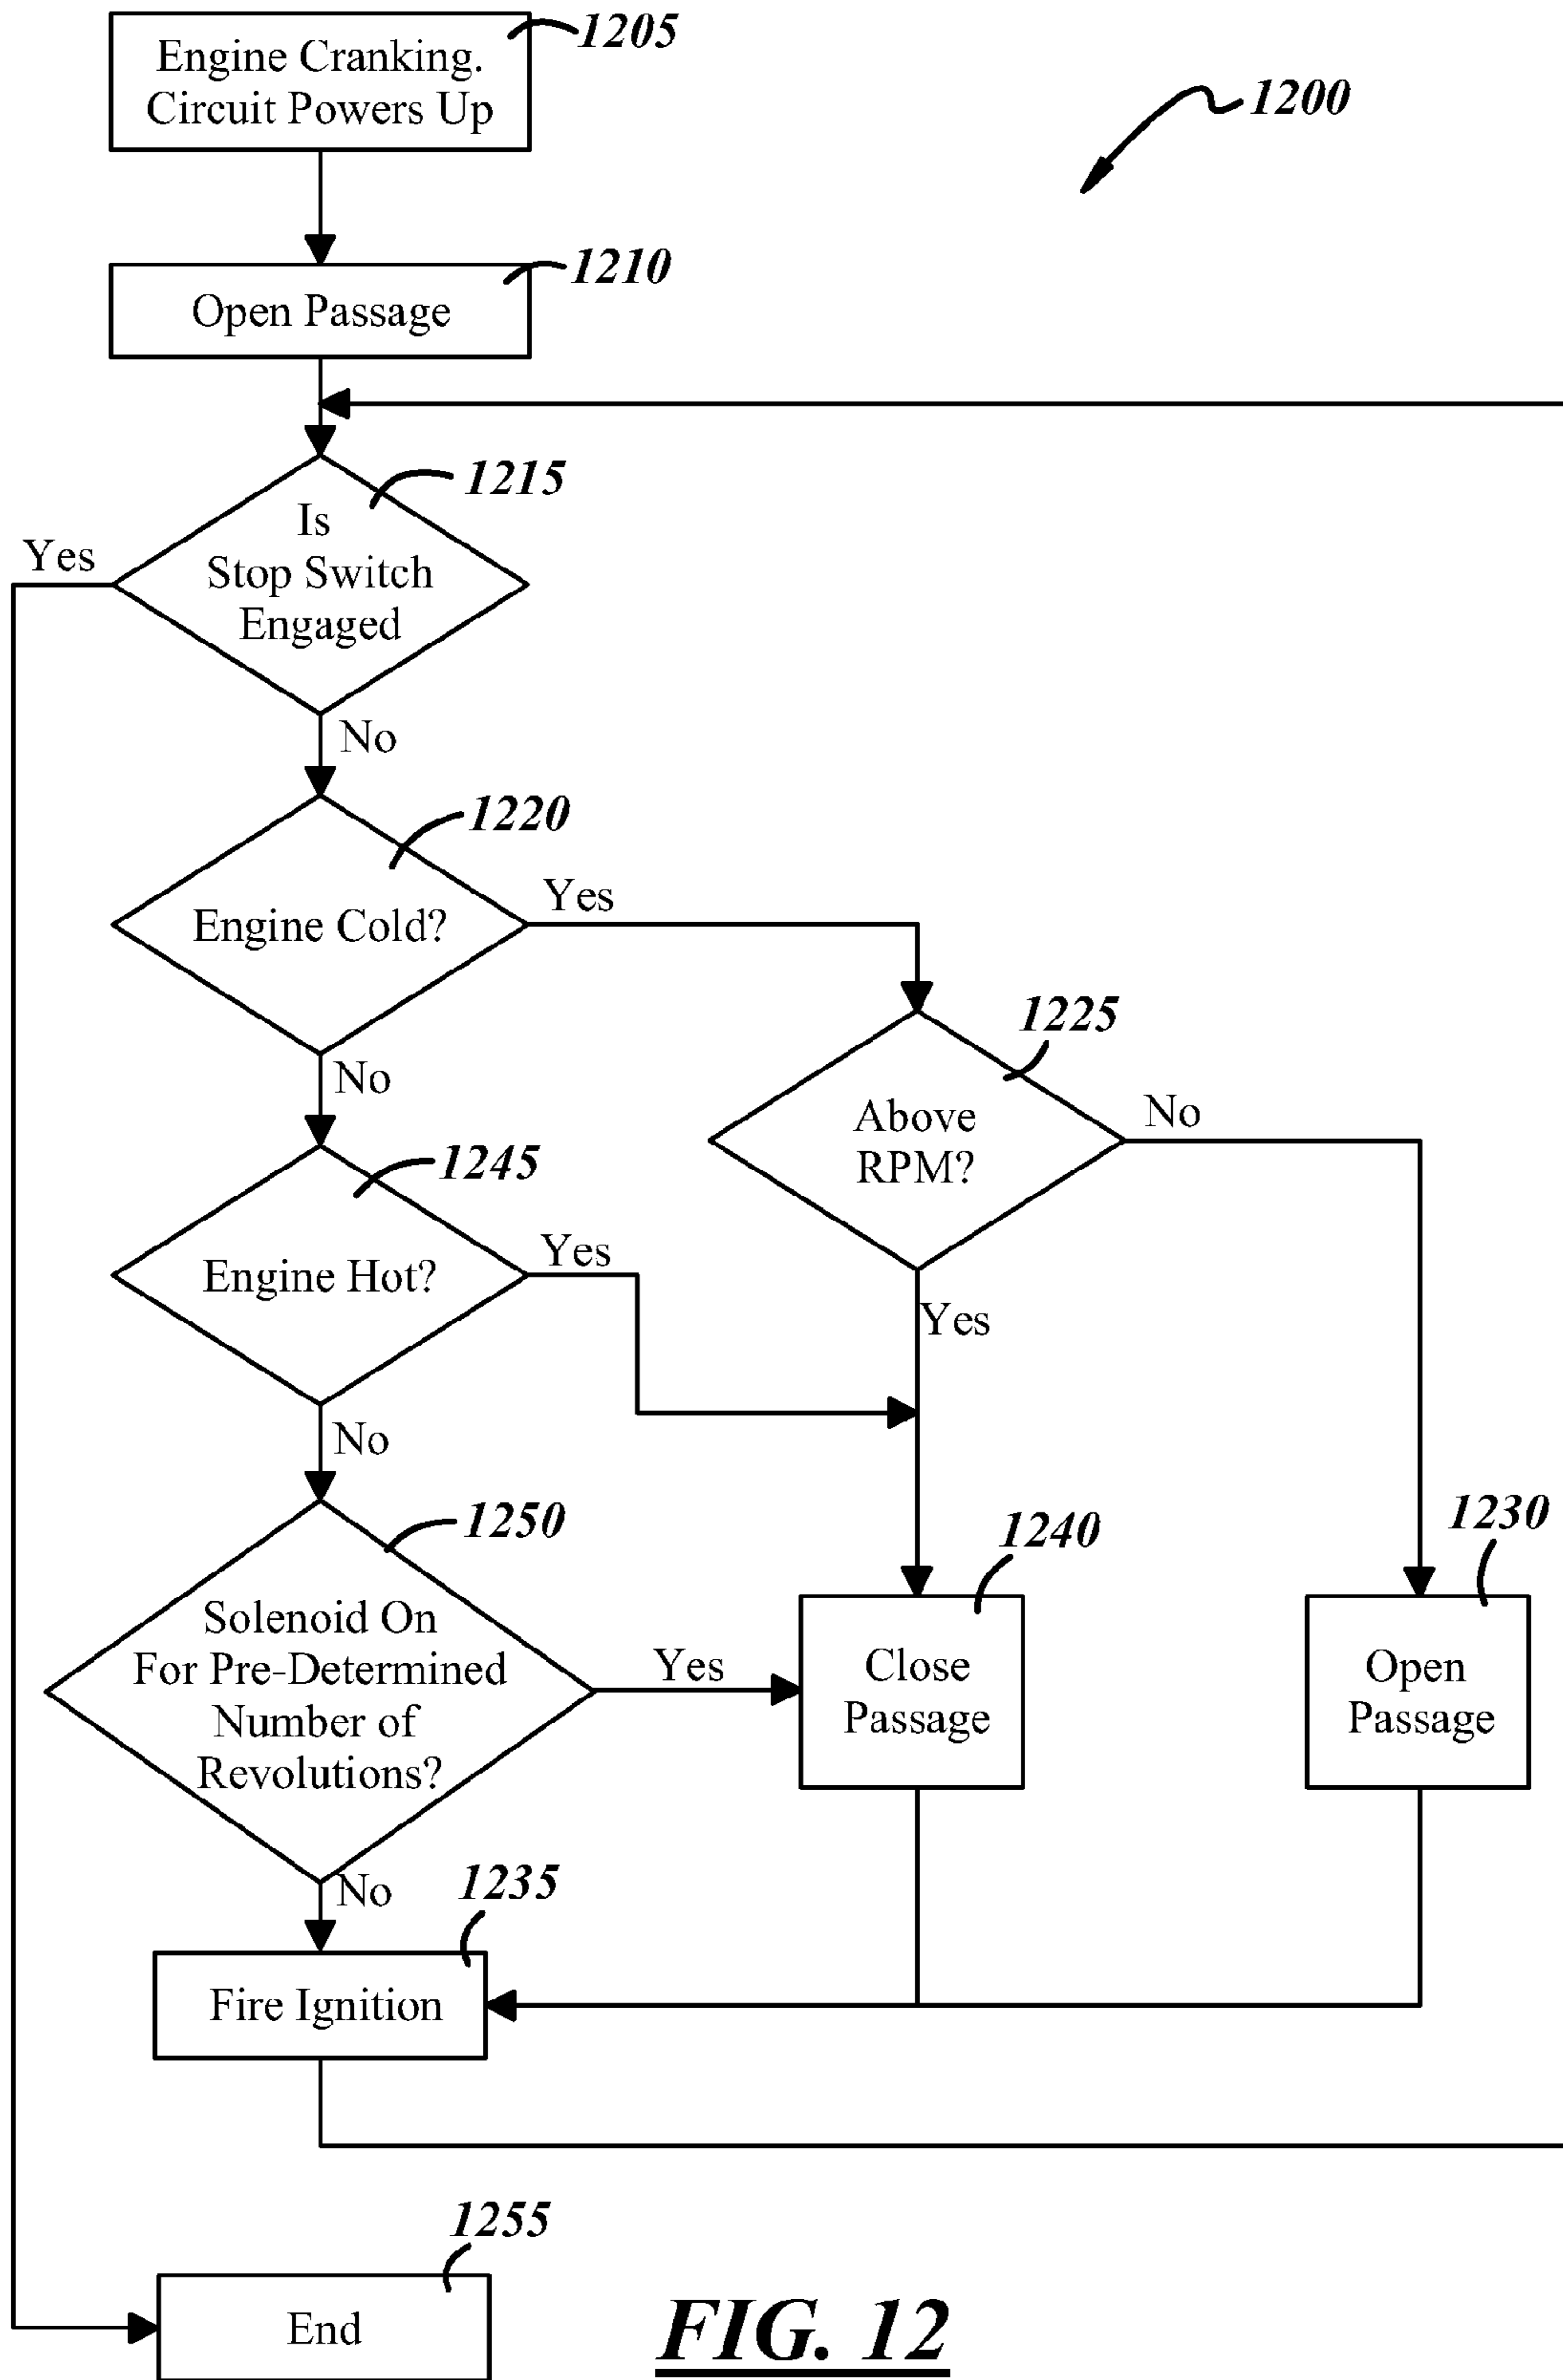 1205
Engine Cranking.
Circuit Powers Up
1200
1210
Open Passage
1215
Is
Stop Switch
Engaged
Yes
No
1220
Engine Cold?
Yes
No
1225
Above
RPM?
No
Yes
1245
Engine Hot?
Yes
No
1250
Solenoid On
For Pre-Determined
Number of
Revolutions?
Yes
No
1240
Close
Passage
1230
Open
Passage
1235
Fire Ignition
1255
End
FIG. 12